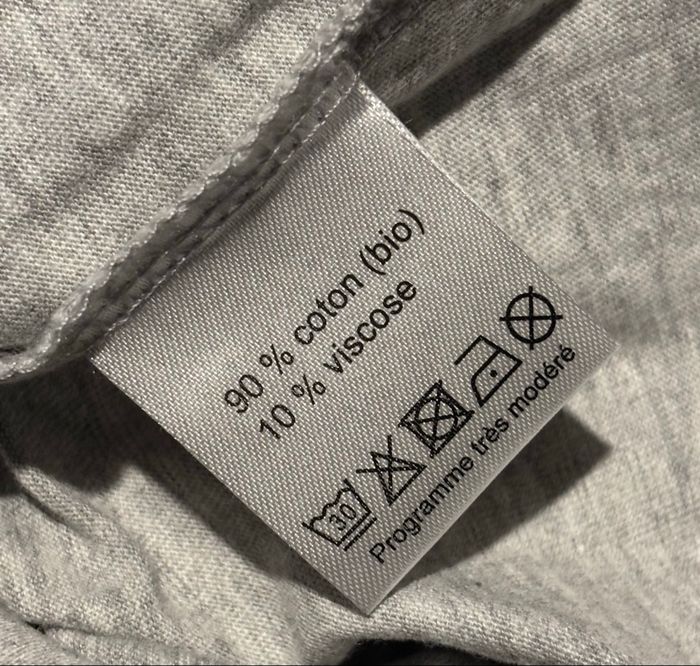 90 % coton (bio)
10 % viscose
30
Programme très modéré